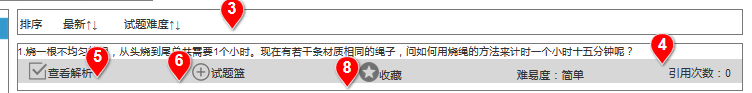 排序 最新↑↓ 试题难度↑↓ 3
1.烧一根不均匀 ，从头烧到尾总共需要1个小时。现在有若干条材质相同的绳子，问如何用烧绳的方法来计时一个小时十五分钟呢？
查看解析 5 6 试题篮 8 收藏 难易度：简单 4 引用次数：0